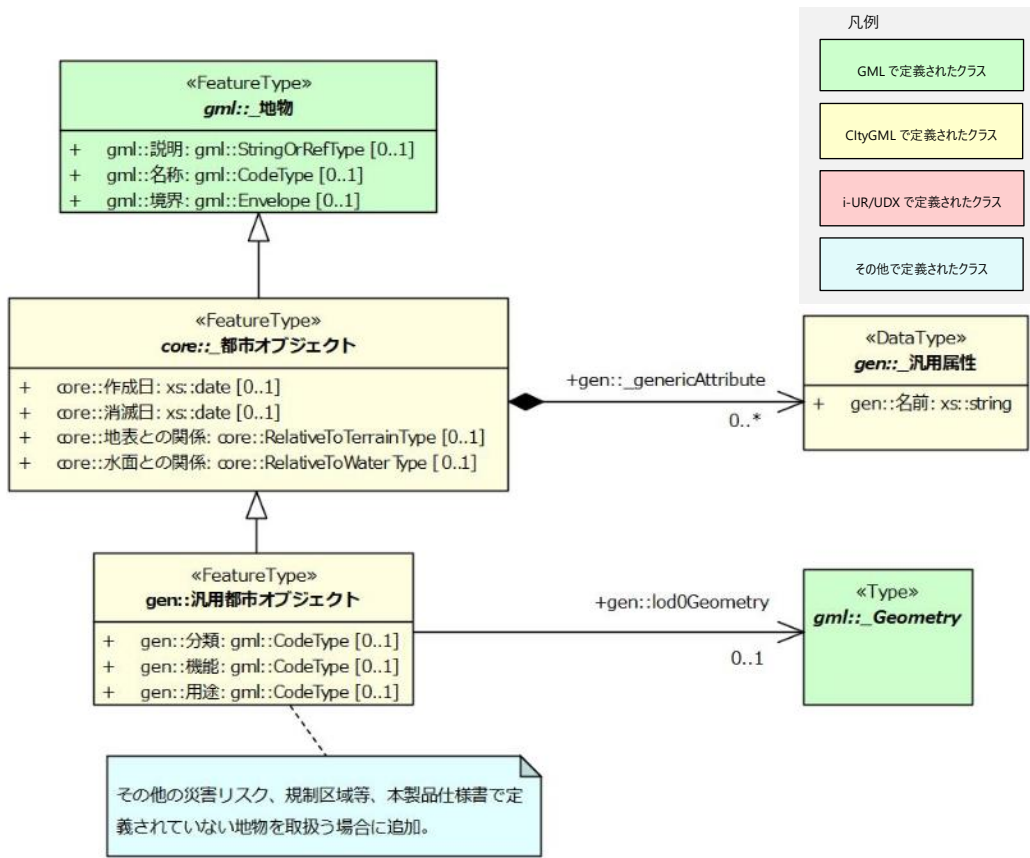 凡例
GML で定義されたクラス
CItyGML で定義されたクラス
i-UR/UDX で定義されたクラス
その他で定義されたクラス
«FeatureType»
gml::_地物
+ gml::説明: gml::StringOrRefType [0..1]
+ gml::名称: gml::CodeType [0..1]
+ gml::境界: gml::Envelope [0..1]
«FeatureType»
core::_都市オブジェクト
+ core::作成日: xs::date [0..1]
+ core::消滅日: xs::date [0..1]
+ core::地表との関係: core::RelativeToTerrainType [0..1]
+ core::水面との関係: core::RelativeToWaterType [0..1]
+gen::_genericAttribute
0..*
«DataType»
gen::_汎用属性
+ gen::名前: xs::string
«FeatureType»
gen::汎用都市オブジェクト
+ gen::分類: gml::CodeType [0..1]
+ gen::機能: gml::CodeType [0..1]
+ gen::用途: gml::CodeType [0..1]
+gen::lod0Geometry
0..1
«Type»
gml::_Geometry
その他の災害リスク、規制区域等、本製品仕様書で定
義されていない地物を取扱う場合に追加。